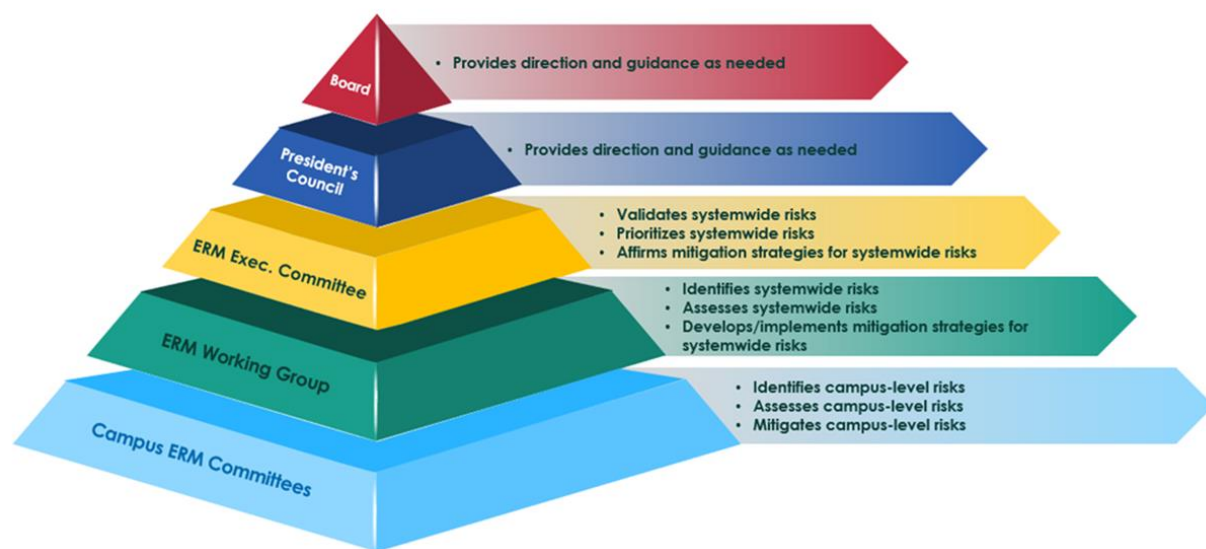 Board
• Provides direction and guidance as needed
President's
Council
• Provides direction and guidance as needed
ERM Exec. Committee
• Validates systemwide risks
• Prioritizes systemwide risks
• Affirms mitigation strategies for systemwide risks
ERM Working Group
• Identifies systemwide risks
• Assesses systemwide risks
• Develops/implements mitigation strategies for
systemwide risks
Campus ERM Committees
• Identifies campus-level risks
• Assesses campus-level risks
• Mitigates campus-level risks